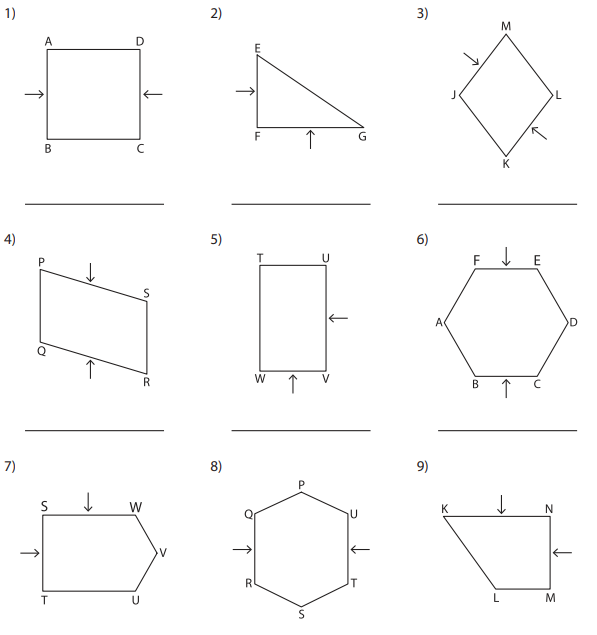 1) 2) 3)
A D E M
J L
B C F G K
4) 5) 6)
P S T U F E
A D
Q R W V B C
7) 8) 9)
S W P K N
Q U
V
R T
T U S L M